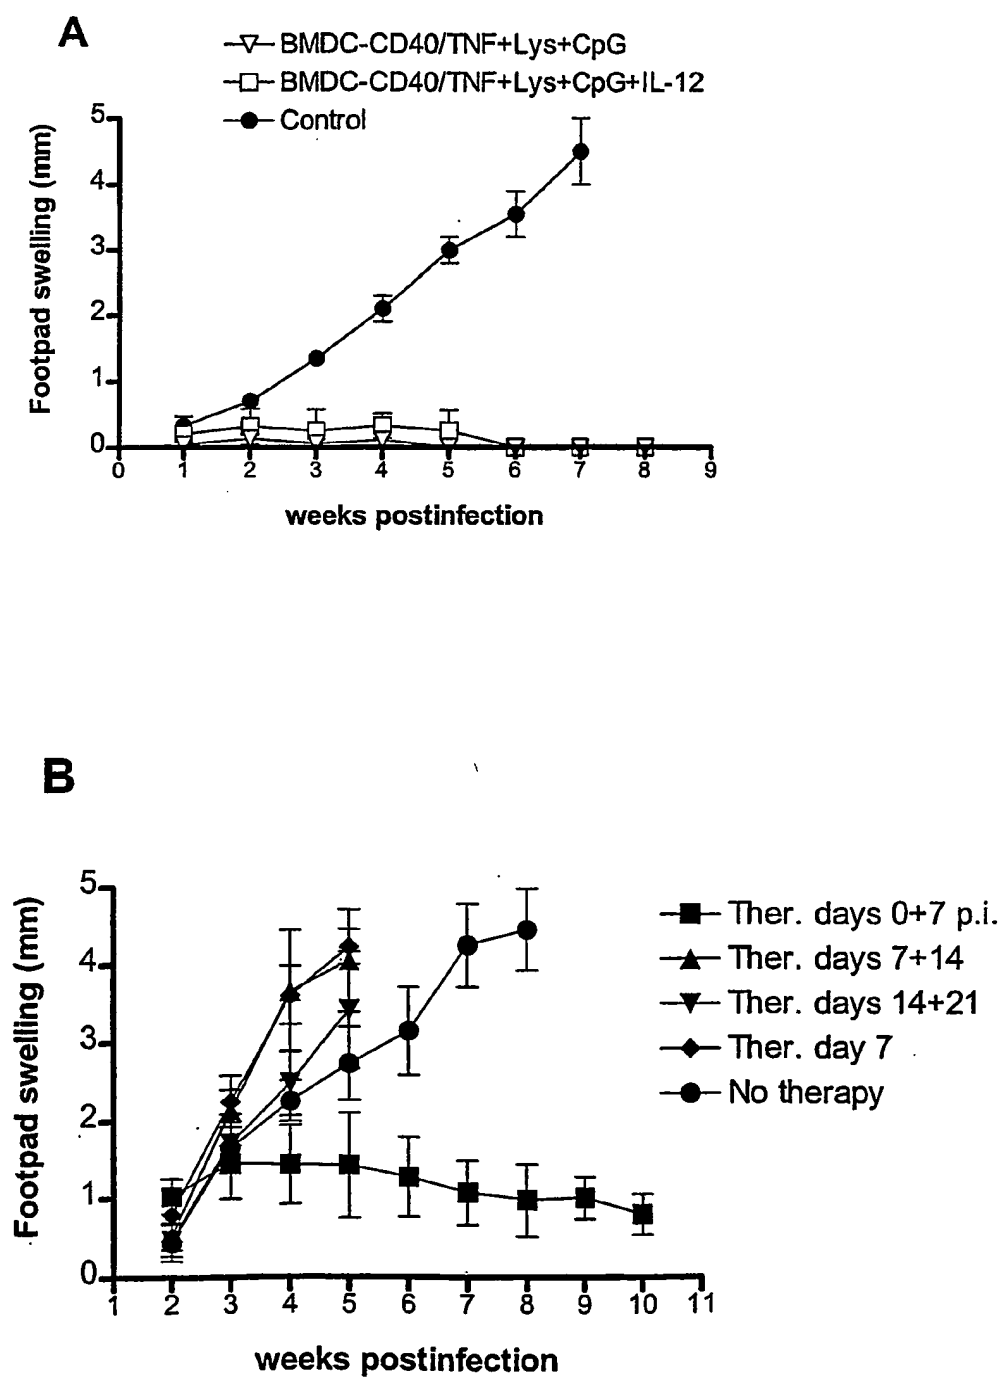 A
BMDC-CD40/TNF+Lys+CpG
BMDC-CD40/TNF+Lys+CpG+IL-12
Control
Footpad swelling (mm)
5
4
3
2
1
0
0 1 2 3 4 5 6 7 8 9
weeks postinfection
B
Footpad swelling (mm)
5
4
3
2
1
0
1 2 3 4 5 6 7 8 9 10 11
weeks postinfection
Ther. days 0+7 p.i.
Ther. days 7+14
Ther. days 14+21
Ther. day 7
No therapy